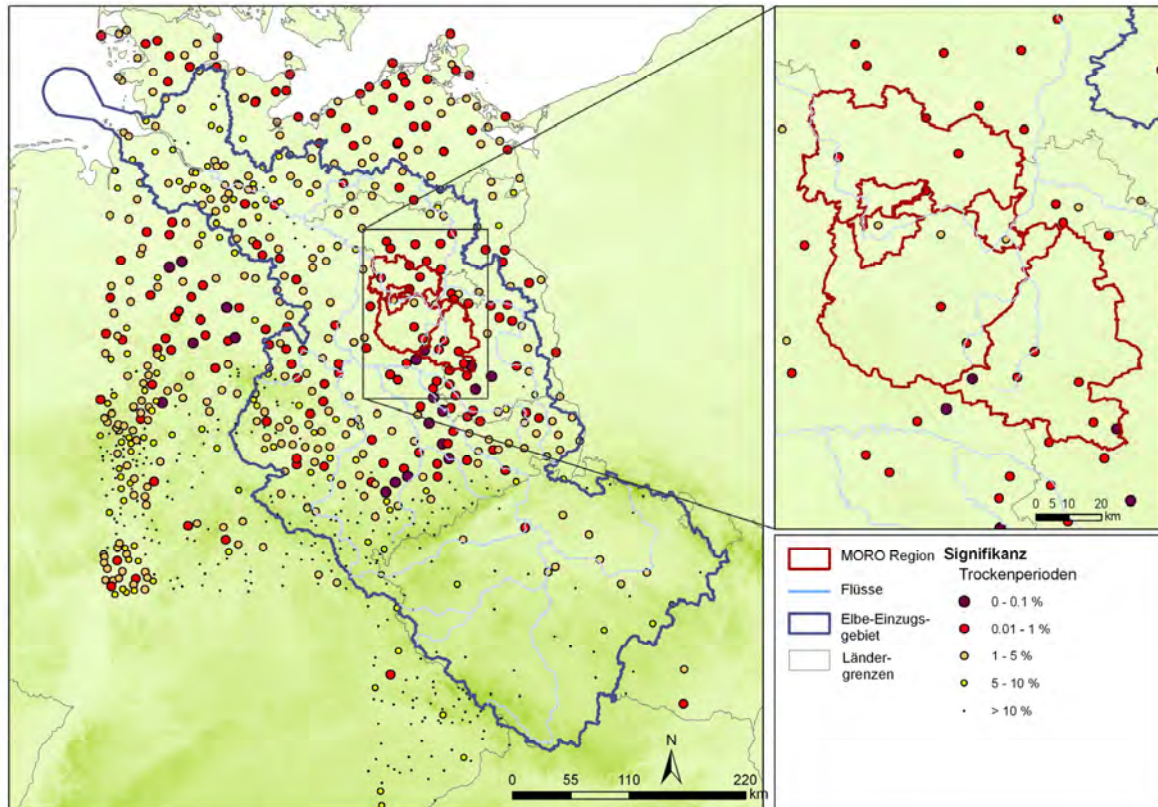 N
0 55 110 220
km
0 5 10 20
km
MORO Region
Flüsse
Elbe-Einzugs-
gebiet
Länder-
grenzen
Signifikanz
Trockenperioden
0 - 0.1 %
0.01 - 1 %
1 - 5 %
5 - 10 %
> 10 %